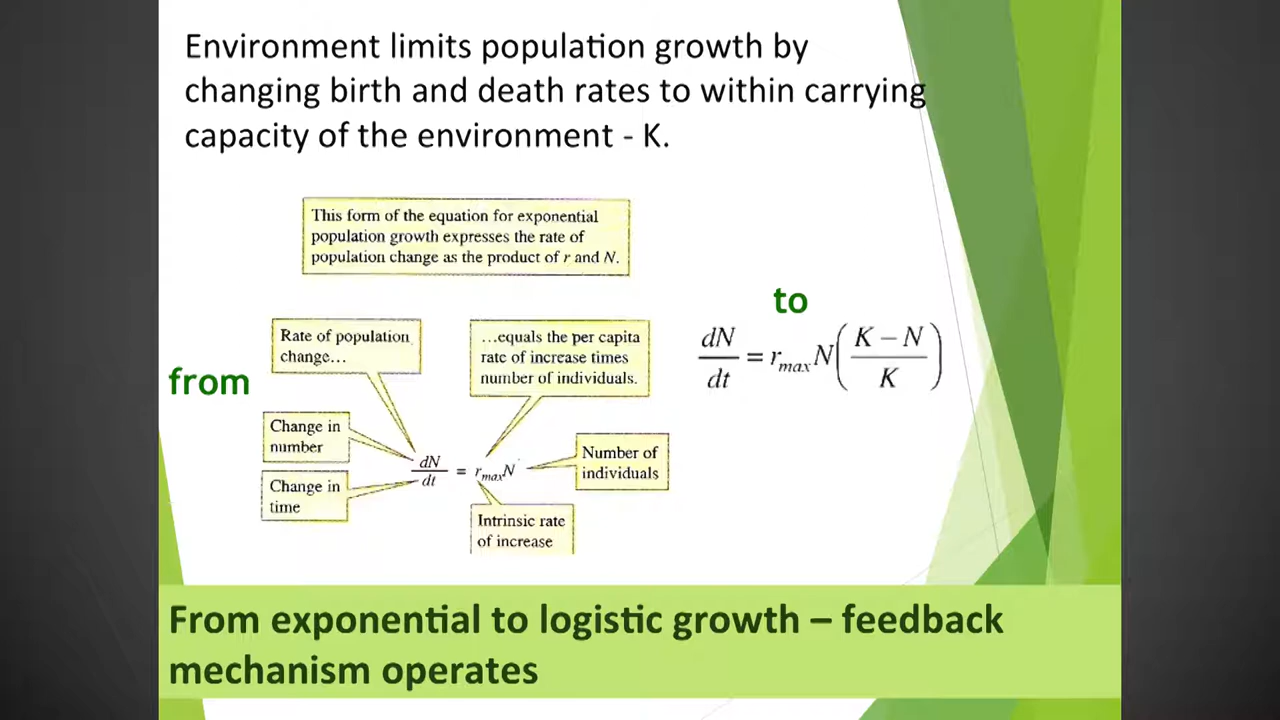 Environment limits population growth by
changing birth and death rates to within carrying
capacity of the environment - K.
This form of the equation for exponential
population growth expresses the rate of
population change as the product of r and N.
from
Rate of population
change…
…equals the per capita
rate of increase times
number of individuals.
Change in
number
Change in
time
dN/dt = rmaxN
Number of
individuals
Intrinsic rate
of increase
to
dN/dt = rmaxN((K – N)/K)
From exponential to logistic growth – feedback
mechanism operates